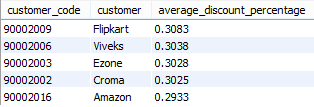 customer_code customer average_discount_percentage
90002009 Flipkart 0.3083
90002006 Viveks 0.3038
90002003 Ezone 0.3028
90002002 Croma 0.3025
90002016 Amazon 0.2933